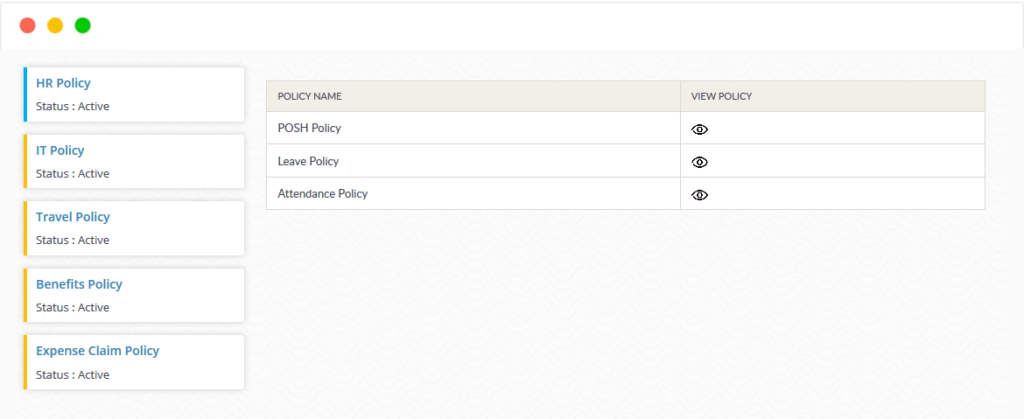 HR Policy
Status : Active
IT Policy
Status : Active
Travel Policy
Status : Active
Benefits Policy
Status : Active
Expense Claim Policy
Status : Active
POLICY NAME VIEW POLICY
POSH Policy
Leave Policy
Attendance Policy